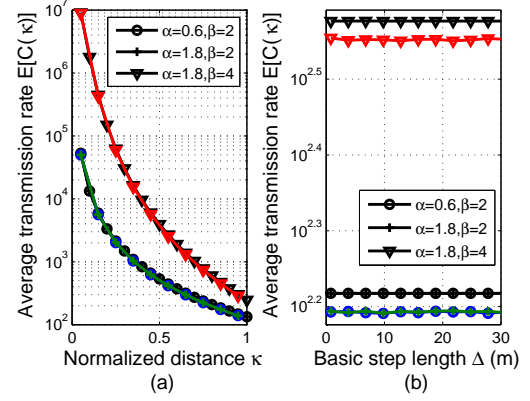 Average transmission rate E[C(κ)]
10^7
10^6
10^5
10^4
10^3
10^2
α=0.6,β=2
α=1.8,β=2
α=1.8,β=4
0
0.5
1
Normalized distance κ
(a)
Average transmission rate E[C(κ)]
10^2.5
10^2.4
10^2.3
10^2.2
α=0.6,β=2
α=1.8,β=2
α=1.8,β=4
0
10
20
30
Basic step length Δ (m)
(b)